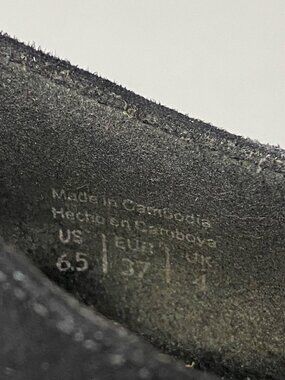 Made in Cambodia
Hecho en Camboya
US | EUR | UK
6.5 | 37 | 4